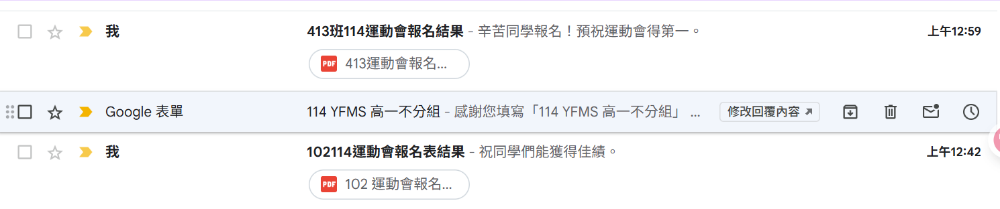 我 413班114運動會報名結果 - 辛苦同學報名！預祝運動會得第一。 上午12:59
PDF 413運動會報名...
Google 表單 114 YFMS 高一不分組 - 感謝您填寫「114 YFMS 高一不分組」 ... 修改回覆內容
我 102114運動會報名表結果 - 祝同學們能獲得佳績。 上午12:42
PDF 102 運動會報名...